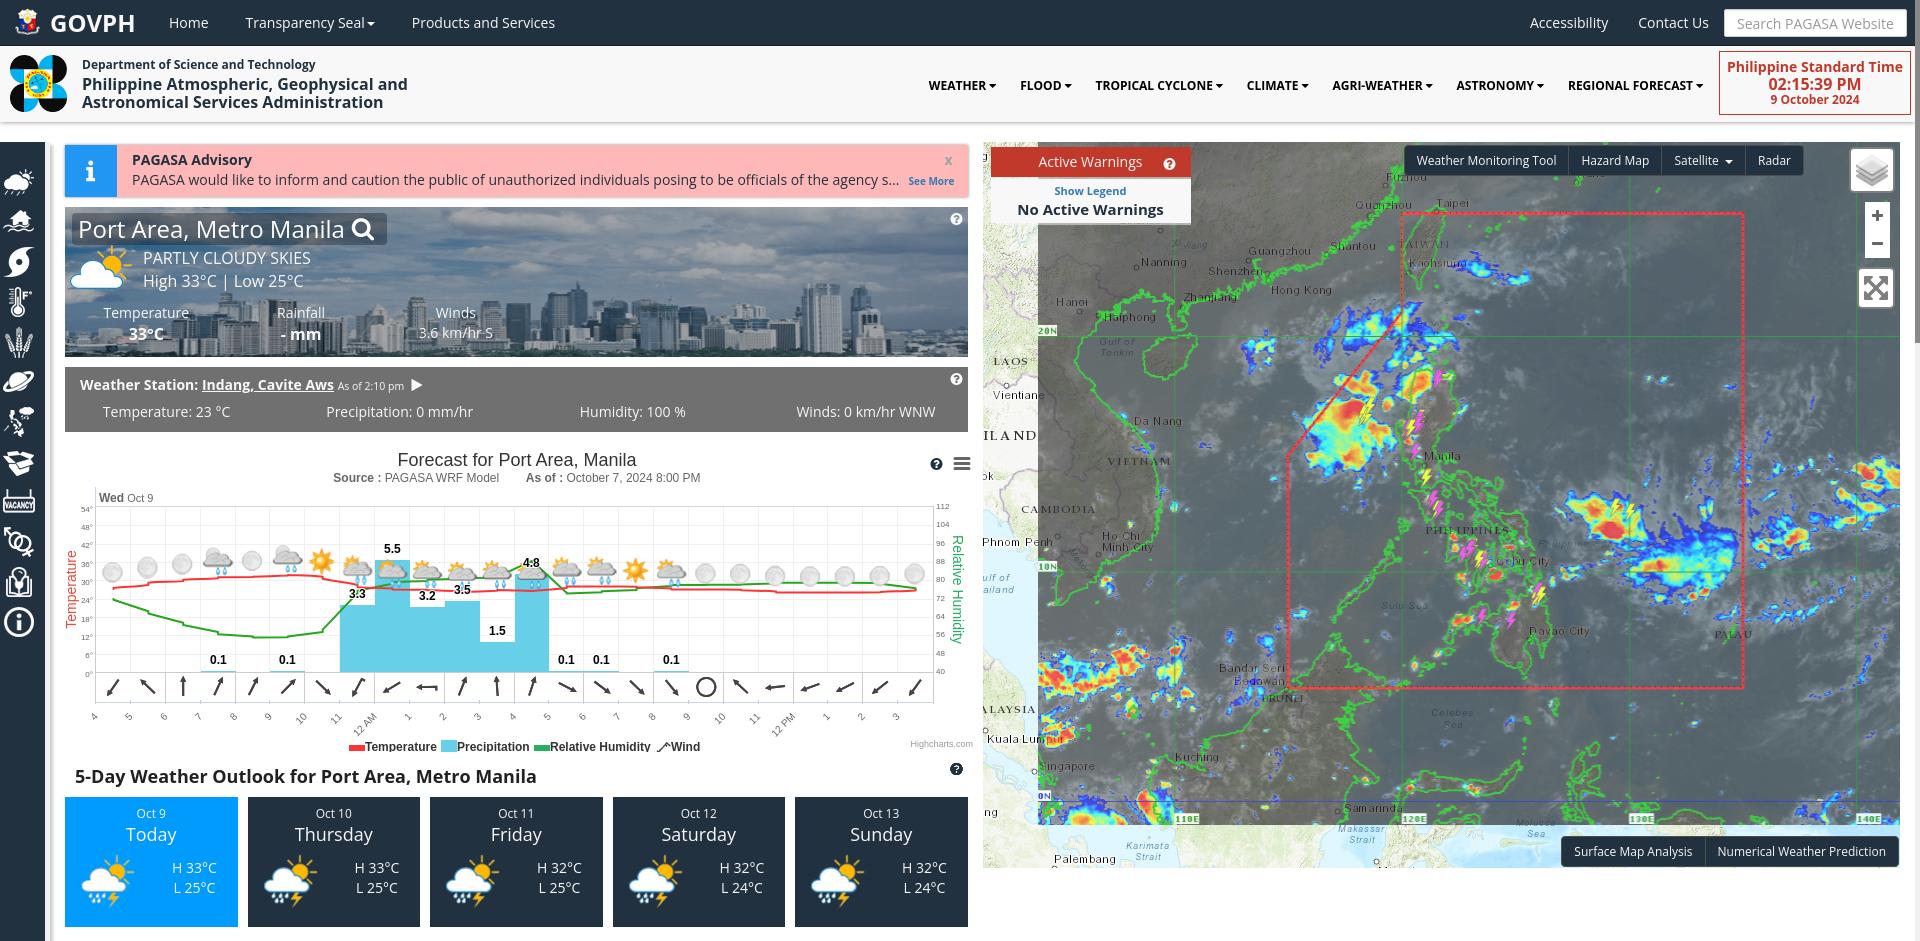 GOVPH
Home
Transparency Seal
Products and Services
Accessibility
Contact Us
Search PAGASA Website
Department of Science and Technology
Philippine Atmospheric, Geophysical and
Astronomical Services Administration
WEATHER
FLOOD
TROPICAL CYCLONE
CLIMATE
AGRI-WEATHER
ASTRONOMY
REGIONAL FORECAST
Philippine Standard Time
02:15:39 PM
9 October 2024
VACANCY
PAGASA Advisory
x
PAGASA would like to inform and caution the public of unauthorized individuals posing to be officials of the agency s... See More
Port Area, Metro Manila
PARTLY CLOUDY SKIES
High 33°C | Low 25°C
Temperature Rainfall Winds
33°C - mm 3.6 km/hr S
Weather Station: Indang, Cavite Aws As of 2:10 pm
Temperature: 23 °C Precipitation: 0 mm/hr Humidity: 100 % Winds: 0 km/hr WNW
Forecast for Port Area, Manila
Source : PAGASA WRF Model As of : October 7, 2024 8:00 PM
Wed Oct 9
54° 48° 42° 36° 30° 24° 18° 12° 6° 0°
Temperature
112 104 96 88 80 72 64 56 48 40
Relative Humidity
0.1 0.1 3.3 5.5 3.2 3.5 1.5 4.8 0.1 0.1 0.1
4 5 6 7 8 9 10 11 12 AM 1 2 3 4 5 6 7 8 9 10 11 12 PM 1 2 3
Temperature Precipitation Relative Humidity Wind
Highcharts.com
5-Day Weather Outlook for Port Area, Metro Manila
Oct 9
Today
H 33°C
L 25°C
Oct 10
Thursday
H 33°C
L 25°C
Oct 11
Friday
H 32°C
L 25°C
Oct 12
Saturday
H 32°C
L 24°C
Oct 13
Sunday
H 32°C
L 24°C
Active Warnings
Show Legend
No Active Warnings
Weather Monitoring Tool
Hazard Map
Satellite
Radar
+
−
Fuzhou
Quanzhou
Taipei
TAIWAN
Guangzhou
Shantou
Nanning
Shenzhen
Kaohsiung
Hong Kong
Zhanjiang
Hanoi
Haiphong
20N
Gulf of
Tonkin
LAOS
Vientiane
Da Nang
ILAND
VIETNAM
Manila
ok
CAMBODIA
Phnom Penh
Ho Chi
Minh City
PHILIPPINES
Cebu City
10N
ulf of
ailand
Sulu Sea
Davao City
PALAU
Bandar Seri
Begawan
BRUNEI
ALAYSIA
Kuala Lumpur
Celebes
Sea
Kuching
Singapore
0N
Samarinda
110E
120E
130E
140E
ng
Makassar
Strait
Molucca
Sea
Karimata
Strait
Palembang
Surface Map Analysis
Numerical Weather Prediction